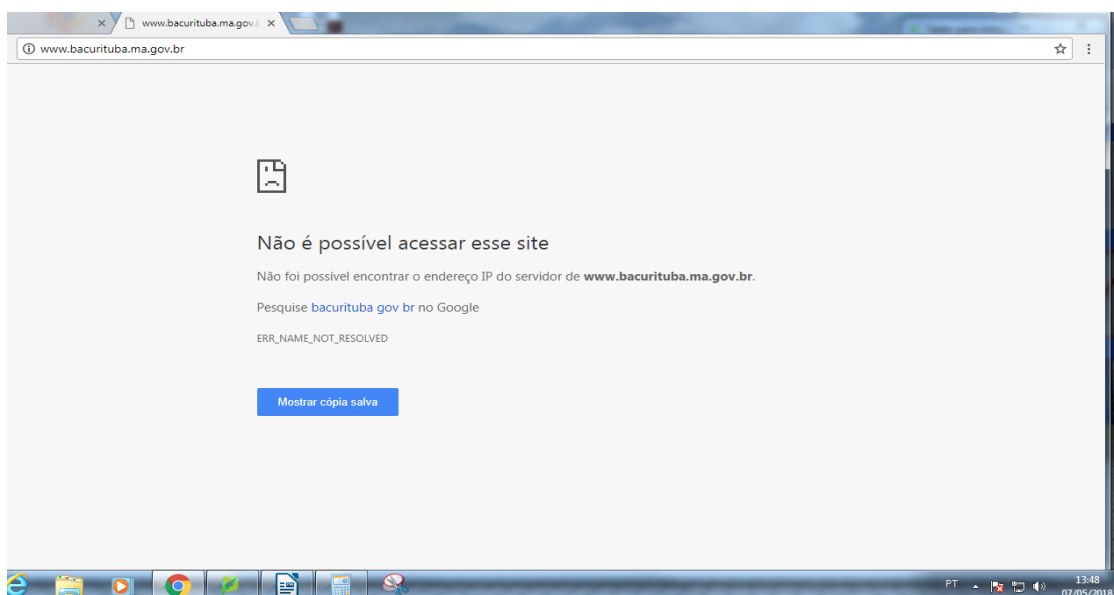 www.bacurituba.ma.gov.
www.bacurituba.ma.gov.br
Não é possível acessar esse site
Não foi possível encontrar o endereço IP do servidor de www.bacurituba.ma.gov.br.
Pesquise bacurituba gov br no Google
ERR_NAME_NOT_RESOLVED
Mostrar cópia salva
PT
13:48
07/05/2018